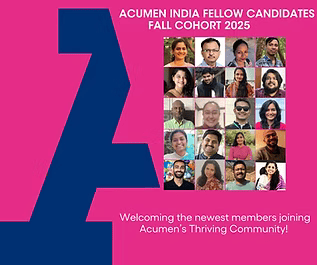 ACUMEN INDIA FELLOW CANDIDATES
FALL COHORT 2025
Welcoming the newest members joining
Acumen's Thriving Community!